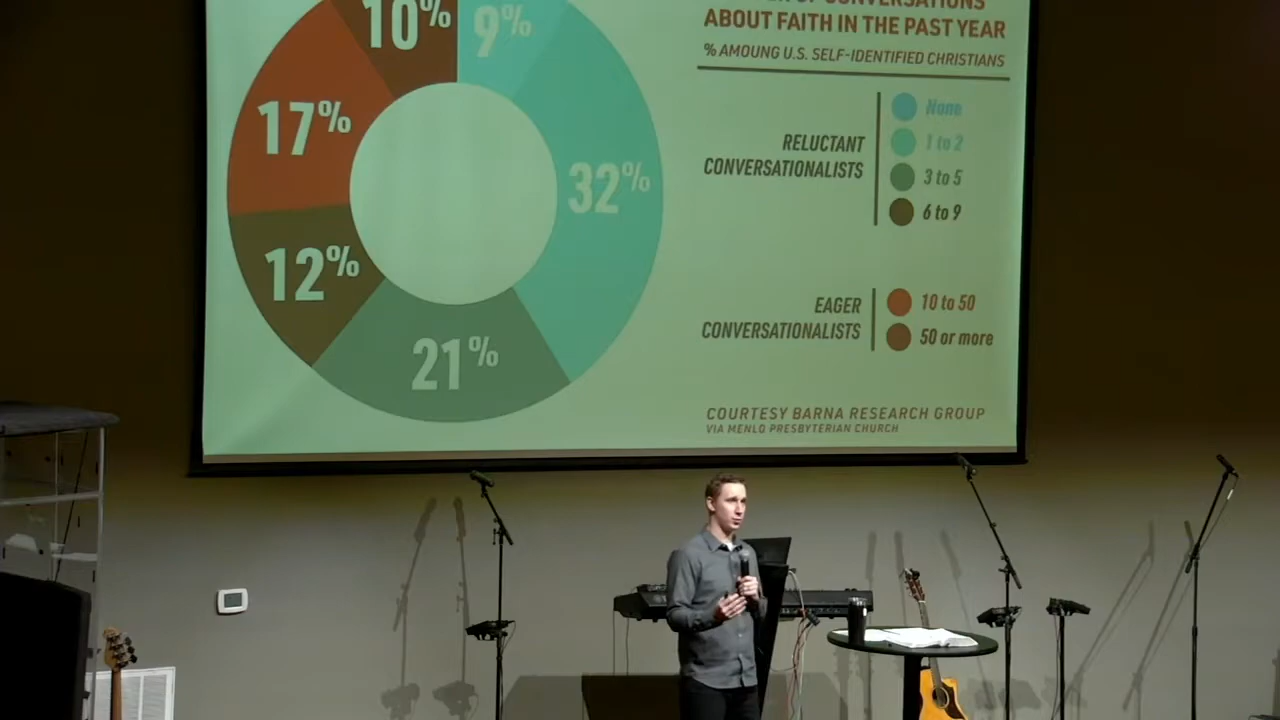 10%
9%
17%
32%
12%
21%
OF CONVERSATIONS
ABOUT FAITH IN THE PAST YEAR
% AMOUNG U.S. SELF-IDENTIFIED CHRISTIANS
None
1 to 2
RELUCTANT
CONVERSATIONALISTS
3 to 5
6 to 9
EAGER
CONVERSATIONALISTS
10 to 50
50 or more
COURTESY BARNA RESEARCH GROUP
VIA MENLO PRESBYTERIAN CHURCH